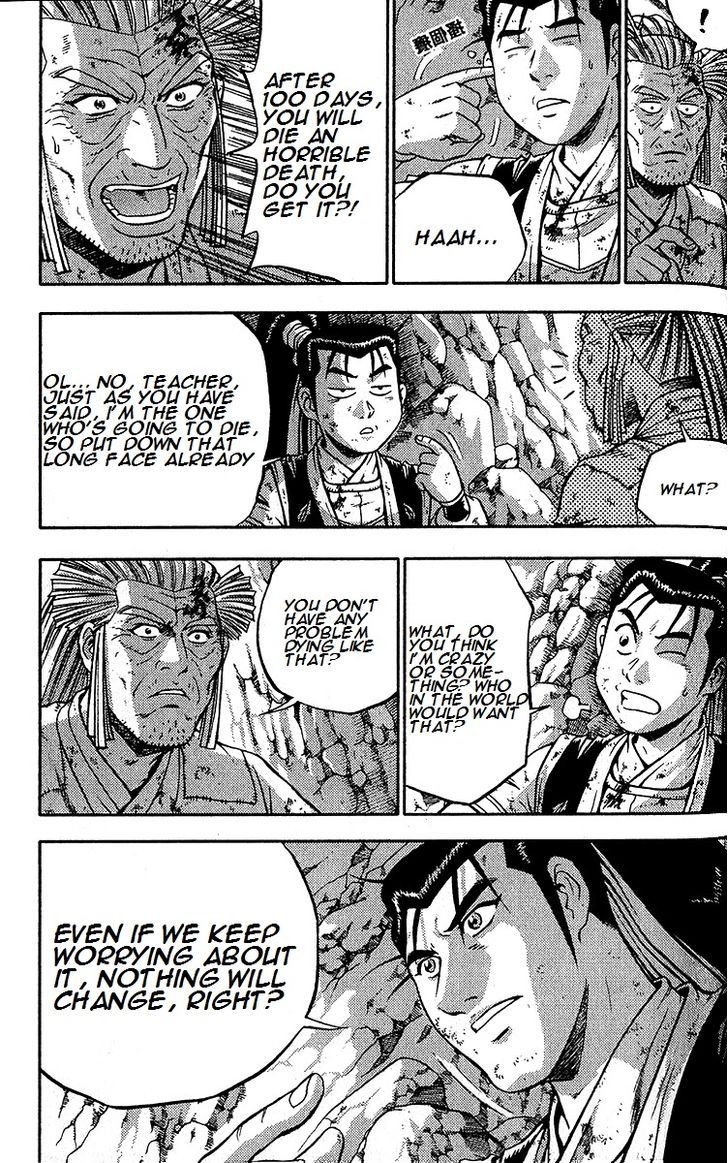 AFTER
100 DAYS,
YOU WILL
DIE AN
HORRIBLE
DEATH,
DO YOU
GET IT?!
HAAH...
!
OL... NO, TEACHER,
JUST AS YOU HAVE
SAID, I'M THE ONE
WHO'S GOING TO DIE,
SO PUT DOWN THAT
LONG FACE ALREADY
WHAT?
YOU DON'T
HAVE ANY
PROBLEM
DYING LIKE
THAT?
WHAT, DO
YOU THINK
I'M CRAZY
OR SOME-
THING? WHO
IN THE WORLD
WOULD WANT
THAT?
EVEN IF WE KEEP
WORRYING ABOUT
IT, NOTHING WILL
CHANGE, RIGHT?